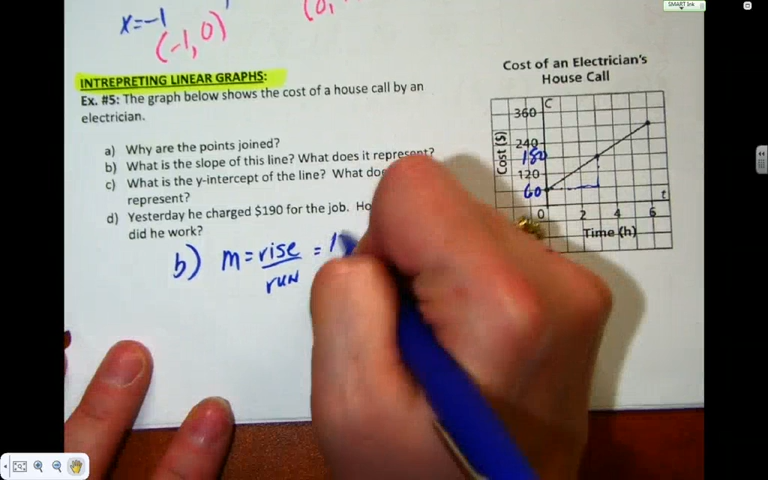 SMART Ink
x=-1
(-1,0)
(0,
INTREPRETING LINEAR GRAPHS:
Ex. #5: The graph below shows the cost of a house call by an
electrician.
a) Why are the points joined?
b) What is the slope of this line? What does it represent?
c) What is the y-intercept of the line? What
represent?
d) Yesterday he charged $190 for the job.
did he work?
b) m = rise
run
=
Cost of an Electrician's
House Call
C
360
240
180
120
60
0
2
4
6
t
Cost ($)
Time (h)